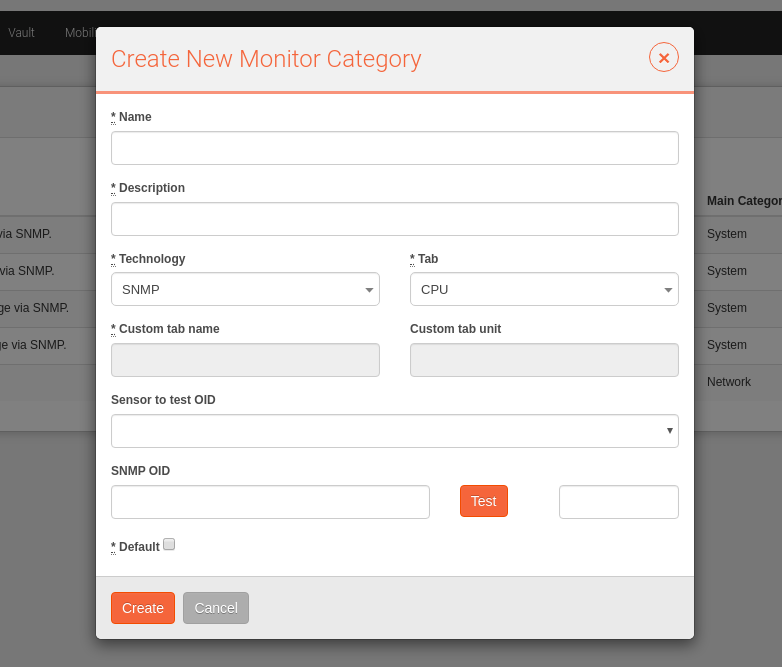 Vault Mobil
Create New Monitor Category
* Name
* Description
Main Categor
via SNMP. System
* Technology * Tab
via SNMP. System
SNMP CPU
ge via SNMP. System
* Custom tab name Custom tab unit
ge via SNMP. System
Network
Sensor to test OID
SNMP OID
Test
* Default
Create Cancel